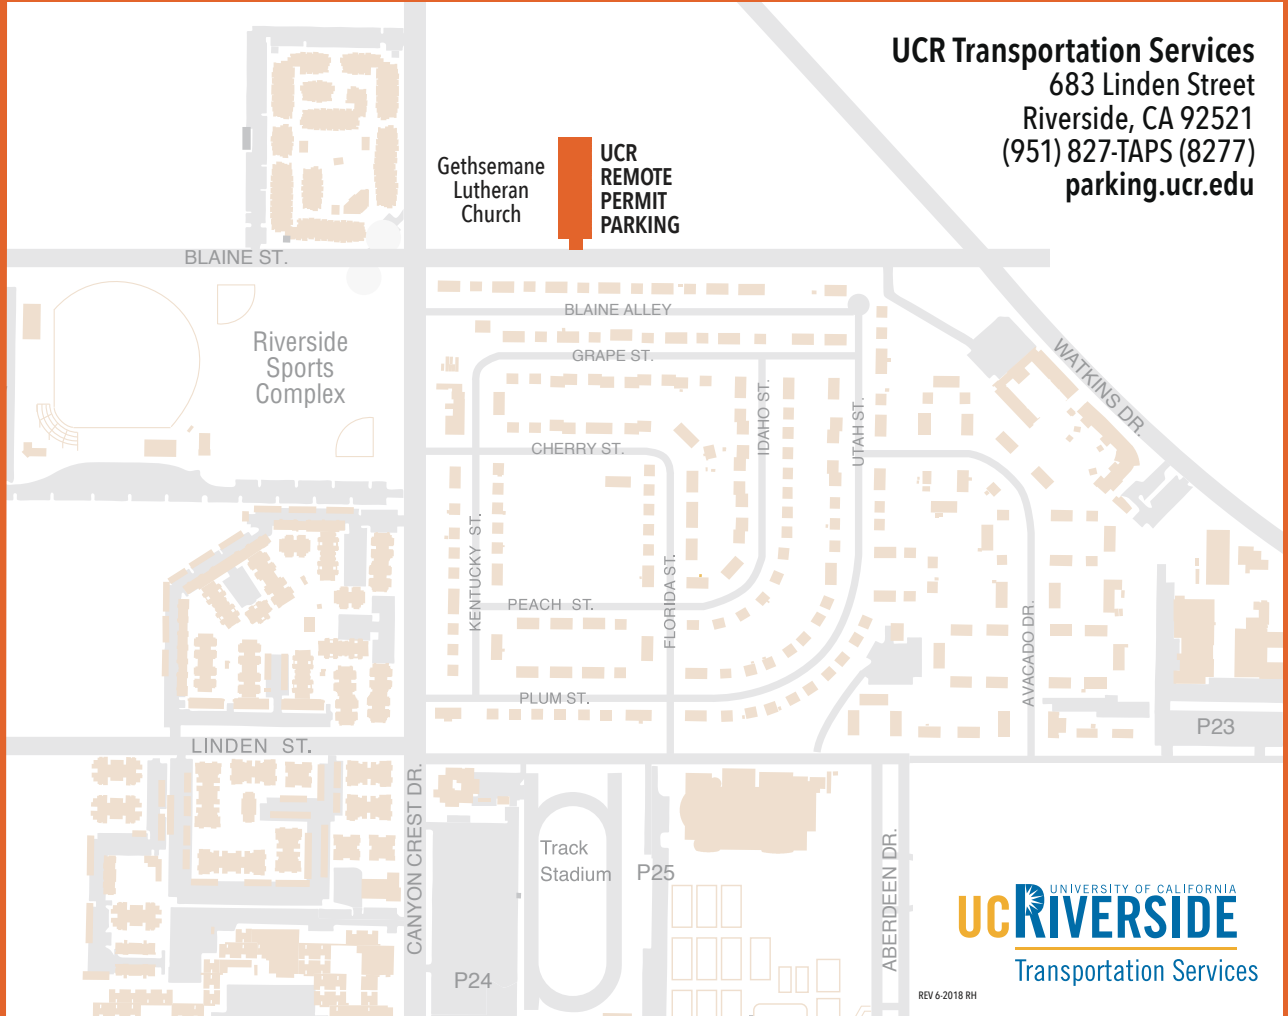 UCR Transportation Services
683 Linden Street
Riverside, CA 92521
(951) 827-TAPS (8277)
parking.ucr.edu
Gethsemane
Lutheran
Church
UCR
REMOTE
PERMIT
PARKING
BLAINE ST.
BLAINE ALLEY
Riverside
Sports
Complex
GRAPE ST.
WATKINS DR.
IDAHO ST.
UTAH ST.
CHERRY ST.
KENTUCKY ST.
FLORIDA ST.
PEACH ST.
AVACADO DR.
PLUM ST.
P23
LINDEN ST.
CANYON CREST DR.
Track
Stadium
P25
ABERDEEN DR.
P24
UNIVERSITY OF CALIFORNIA
UCRIVERSIDE
Transportation Services
REV 6-2018 RH